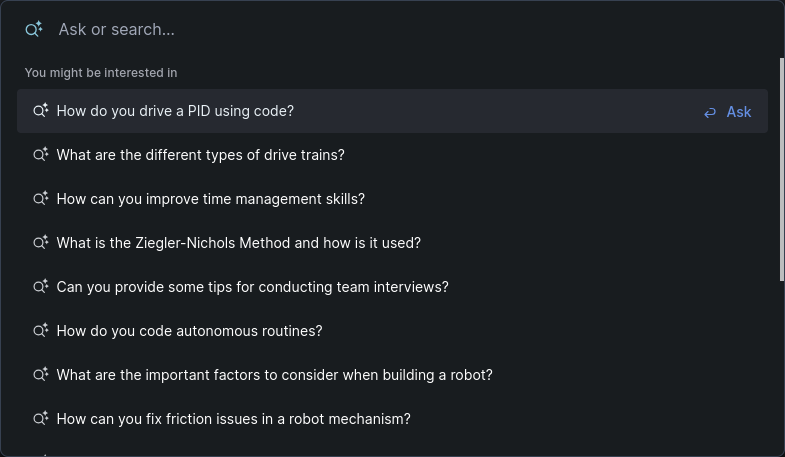 Ask or search...
You might be interested in
How do you drive a PID using code?
Ask
What are the different types of drive trains?
How can you improve time management skills?
What is the Ziegler-Nichols Method and how is it used?
Can you provide some tips for conducting team interviews?
How do you code autonomous routines?
What are the important factors to consider when building a robot?
How can you fix friction issues in a robot mechanism?